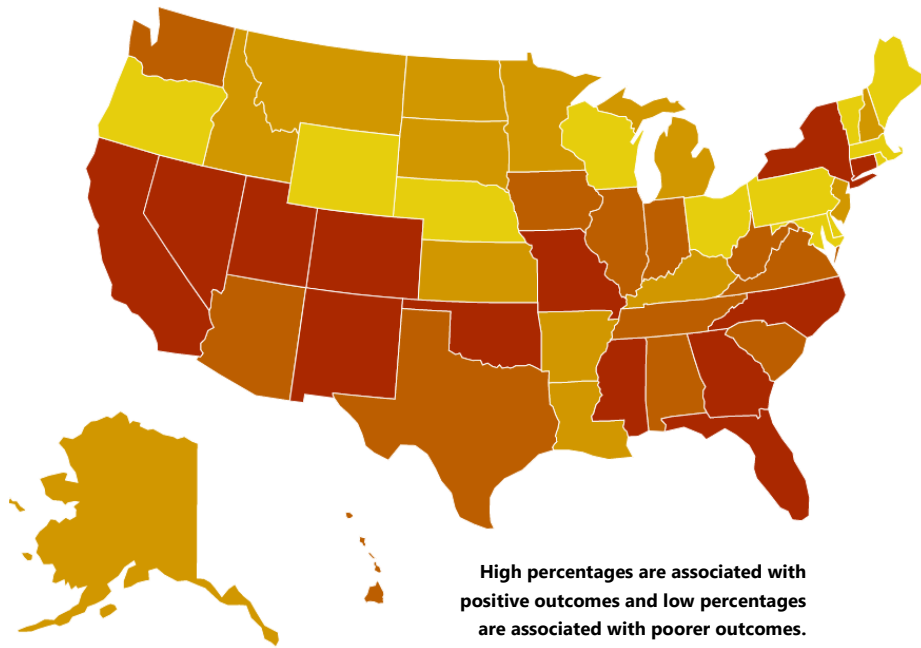 High percentages are associated with
positive outcomes and low percentages
are associated with poorer outcomes.